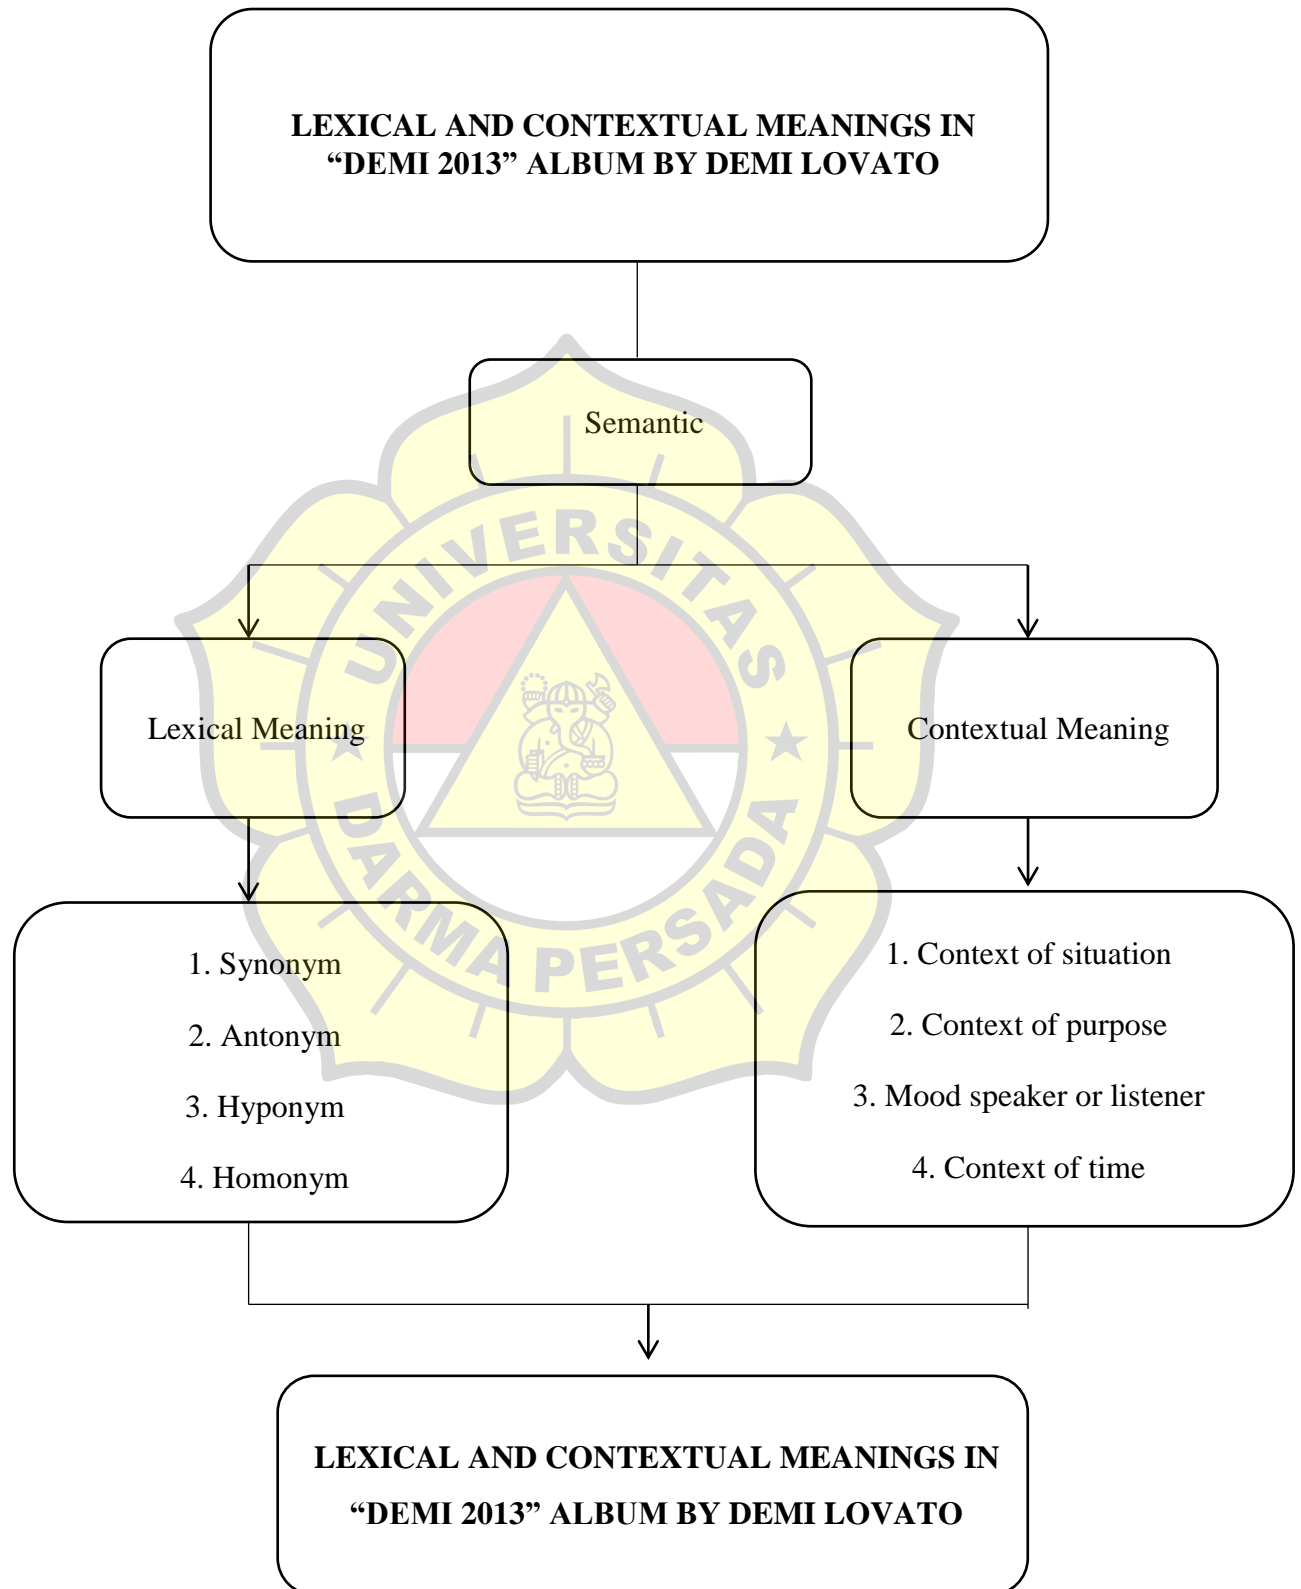 LEXICAL AND CONTEXTUAL MEANINGS IN
“DEMI 2013” ALBUM BY DEMI LOVATO
Semantic
UNIVERSITAS
DARMA PERSADA
Lexical Meaning
Contextual Meaning
1. Synonym
2. Antonym
3. Hyponym
4. Homonym
1. Context of situation
2. Context of purpose
3. Mood speaker or listener
4. Context of time
LEXICAL AND CONTEXTUAL MEANINGS IN
“DEMI 2013” ALBUM BY DEMI LOVATO